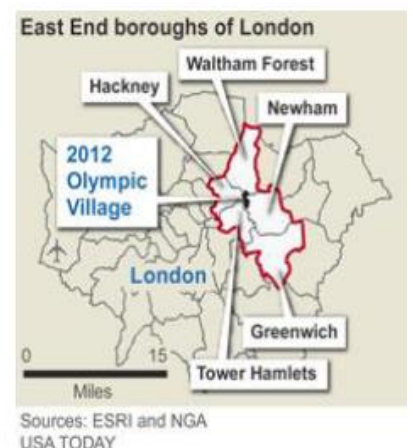 East End boroughs of London
Waltham Forest
Hackney
Newham
2012
Olympic
Village
London
Greenwich
Tower Hamlets
0
15
Miles
Sources: ESRI and NGA
USA TODAY